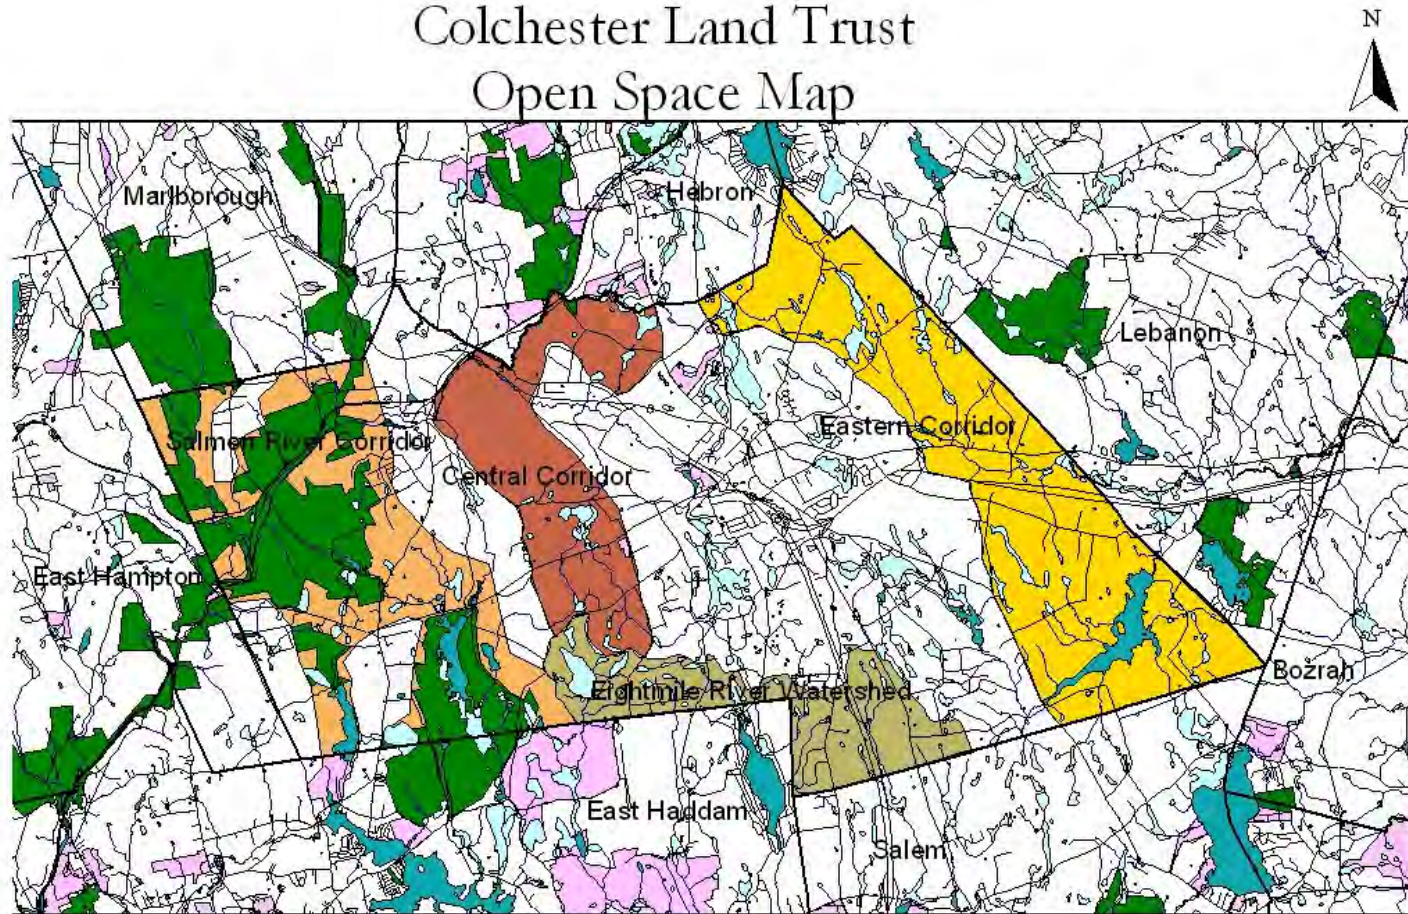 Colchester Land Trust
Open Space Map
N
Marlborough
Hebron
Lebanon
Eastern Corridor
Salmon River Corridor
Central Corridor
East Hampton
Bozrah
Eightmile River Watershed
East Haddam
Salem